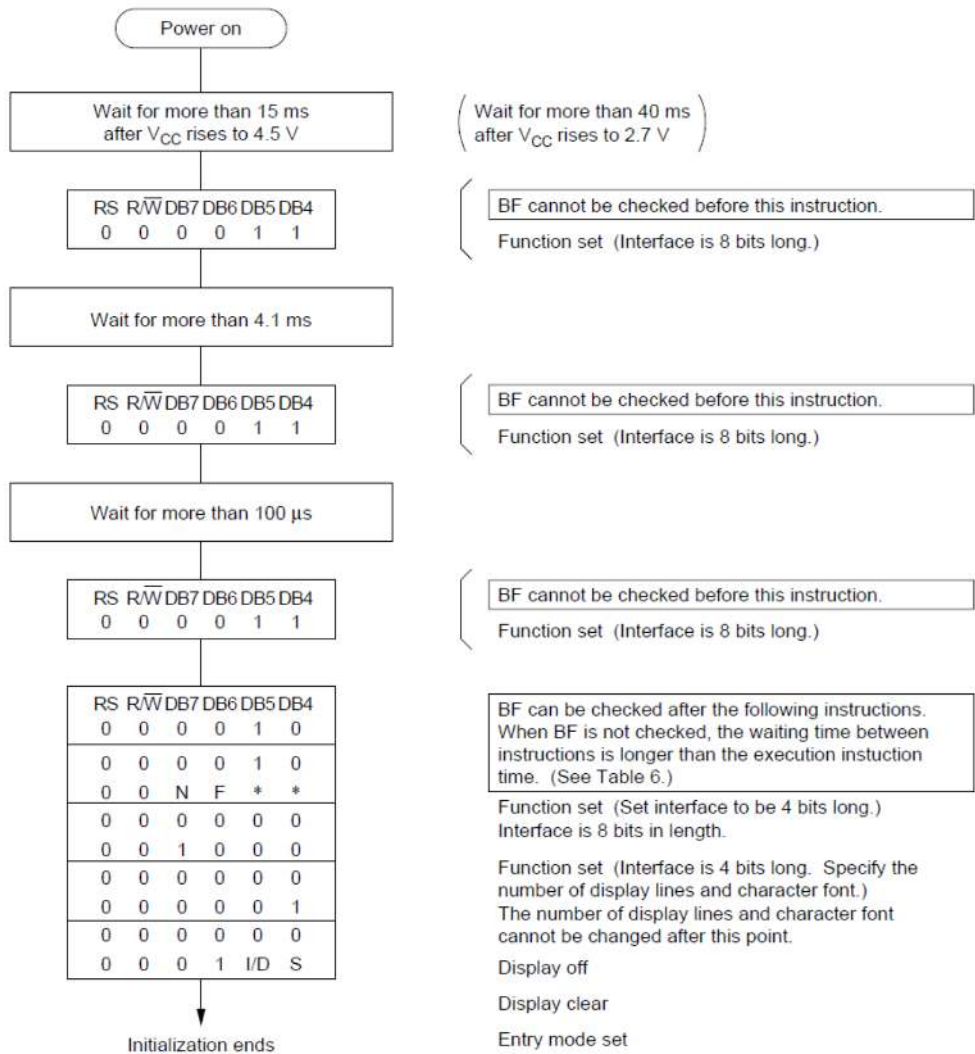 Power on
Wait for more than 15 ms
after VCC rises to 4.5 V
Wait for more than 40 ms
after VCC rises to 2.7 V
RS R/W DB7 DB6 DB5 DB4
0 0 0 0 1 1
BF cannot be checked before this instruction.
Function set (Interface is 8 bits long.)
Wait for more than 4.1 ms
RS R/W DB7 DB6 DB5 DB4
0 0 0 0 1 1
BF cannot be checked before this instruction.
Function set (Interface is 8 bits long.)
Wait for more than 100 µs
RS R/W DB7 DB6 DB5 DB4
0 0 0 0 1 1
BF cannot be checked before this instruction.
Function set (Interface is 8 bits long.)
RS R/W DB7 DB6 DB5 DB4
0 0 0 0 1 0
0 0 0 0 1 0
0 0 N F * *
0 0 0 0 0 0
0 0 1 0 0 0
0 0 0 0 0 0
0 0 0 0 0 1
0 0 0 0 0 0
0 0 0 1 I/D S
Initialization ends
BF can be checked after the following instructions.
When BF is not checked, the waiting time between
instructions is longer than the execution instuction
time. (See Table 6.)
Function set (Set interface to be 4 bits long.)
Interface is 8 bits in length.
Function set (Interface is 4 bits long. Specify the
number of display lines and character font.)
The number of display lines and character font
cannot be changed after this point.
Display off
Display clear
Entry mode set